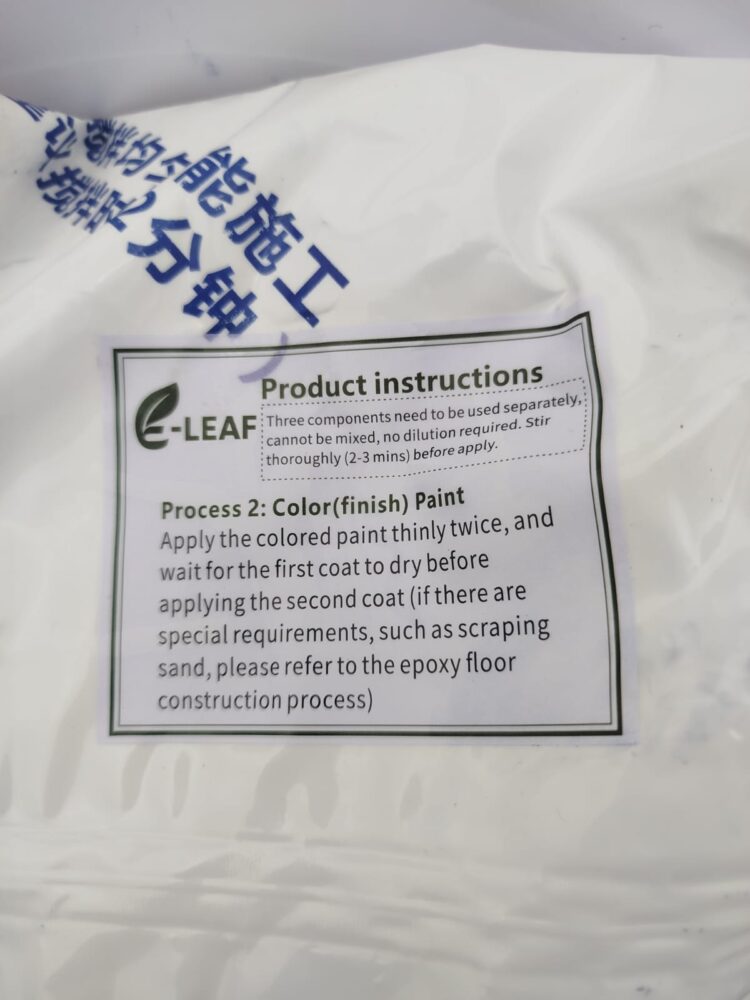 能施工
分钟）
E-LEAF
Product instructions
Three components need to be used separately,
cannot be mixed, no dilution required. Stir
thoroughly (2-3 mins) before apply.
Process 2: Color(finish) Paint
Apply the colored paint thinly twice, and
wait for the first coat to dry before
applying the second coat (if there are
special requirements, such as scraping
sand, please refer to the epoxy floor
construction process)